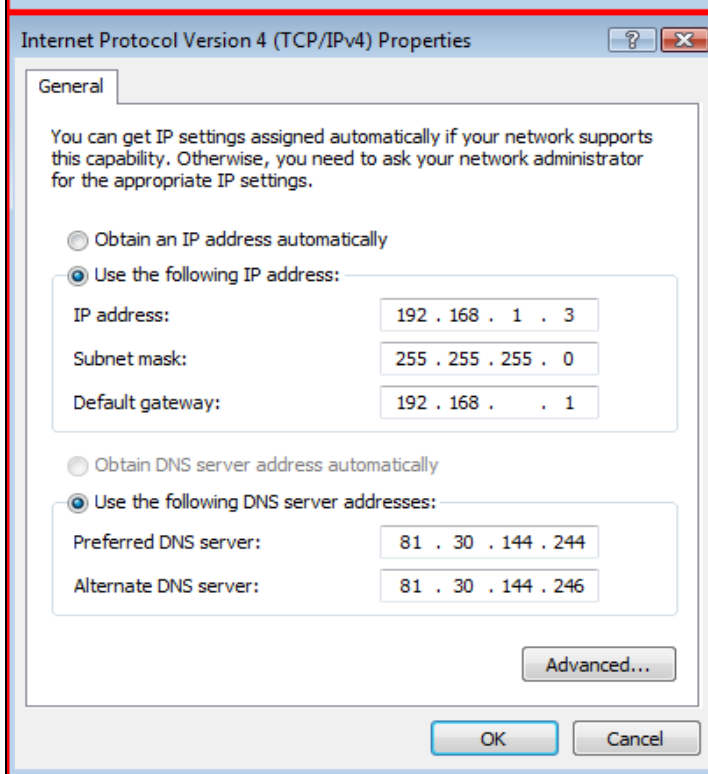 Internet Protocol Version 4 (TCP/IPv4) Properties
General
You can get IP settings assigned automatically if your network supports
this capability. Otherwise, you need to ask your network administrator
for the appropriate IP settings.
Obtain an IP address automatically
Use the following IP address:
IP address: 192 . 168 . 1 . 3
Subnet mask: 255 . 255 . 255 . 0
Default gateway: 192 . 168 . . 1
Obtain DNS server address automatically
Use the following DNS server addresses:
Preferred DNS server: 81 . 30 . 144 . 244
Alternate DNS server: 81 . 30 . 144 . 246
Advanced...
OK Cancel